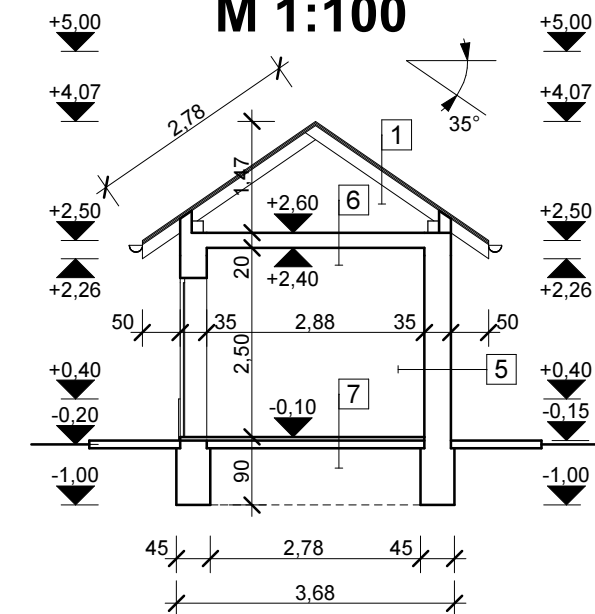 M 1:100
+5,00 +5,00
+4,07 +4,07
2,78
35°
1
1,47
+2,50 +2,60 6 +2,50
20 +2,40
+2,26 +2,26
50 35 2,88 35 50
2,50
+0,40 5 +0,40
-0,20 -0,10 7 -0,15
-1,00 90 -1,00
45 2,78 45
3,68